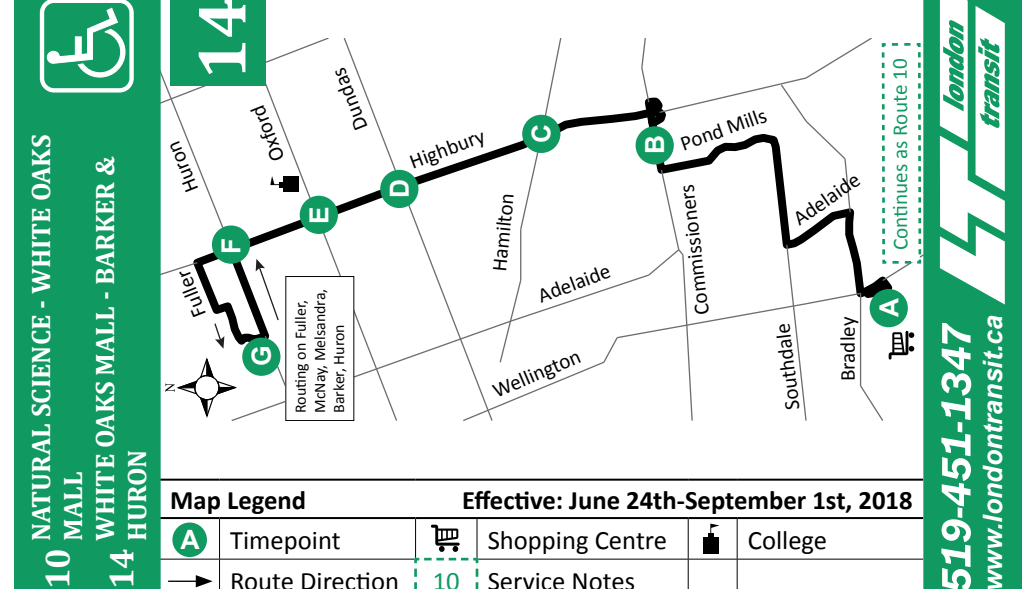 10 NATURAL SCIENCE - WHITE OAKS
MALL
14 WHITE OAKS MALL - BARKER &
HURON
14
Huron
Oxford
Dundas
Highbury
Fuller
Hamilton
Adelaide
Wellington
Commissioners
Pond Mills
Adelaide
Southdale
Bradley
A
B
C
D
E
F
G
N
Routing on Fuller,
McNay, Melsandra,
Barker, Huron
Continues as Route 10
london
transit
519-451-1347
www.londontransit.ca
Map Legend
Effective: June 24th-September 1st, 2018
A Timepoint
Shopping Centre
College
Route Direction
10 Service Notes